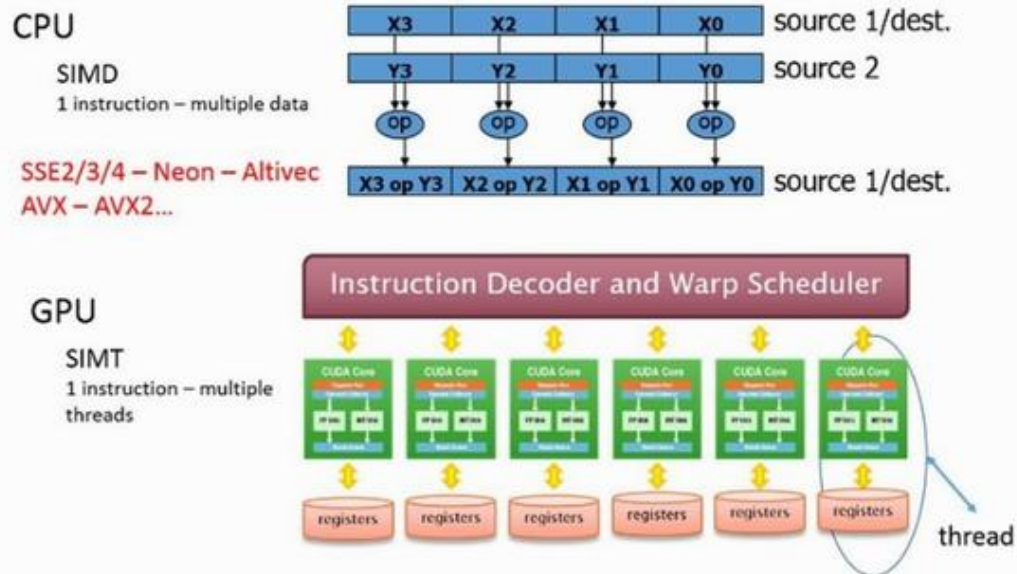 CPU
SIMD
1 instruction – multiple data
SSE2/3/4 – Neon – Altivec
AVX – AVX2...
X3 X2 X1 X0 source 1/dest.
Y3 Y2 Y1 Y0 source 2
op op op op
X3 op Y3 X2 op Y2 X1 op Y1 X0 op Y0 source 1/dest.
Instruction Decoder and Warp Scheduler
GPU
SIMT
1 instruction – multiple
threads
CUDA Core CUDA Core CUDA Core CUDA Core CUDA Core CUDA Core
registers registers registers registers registers registers
thread